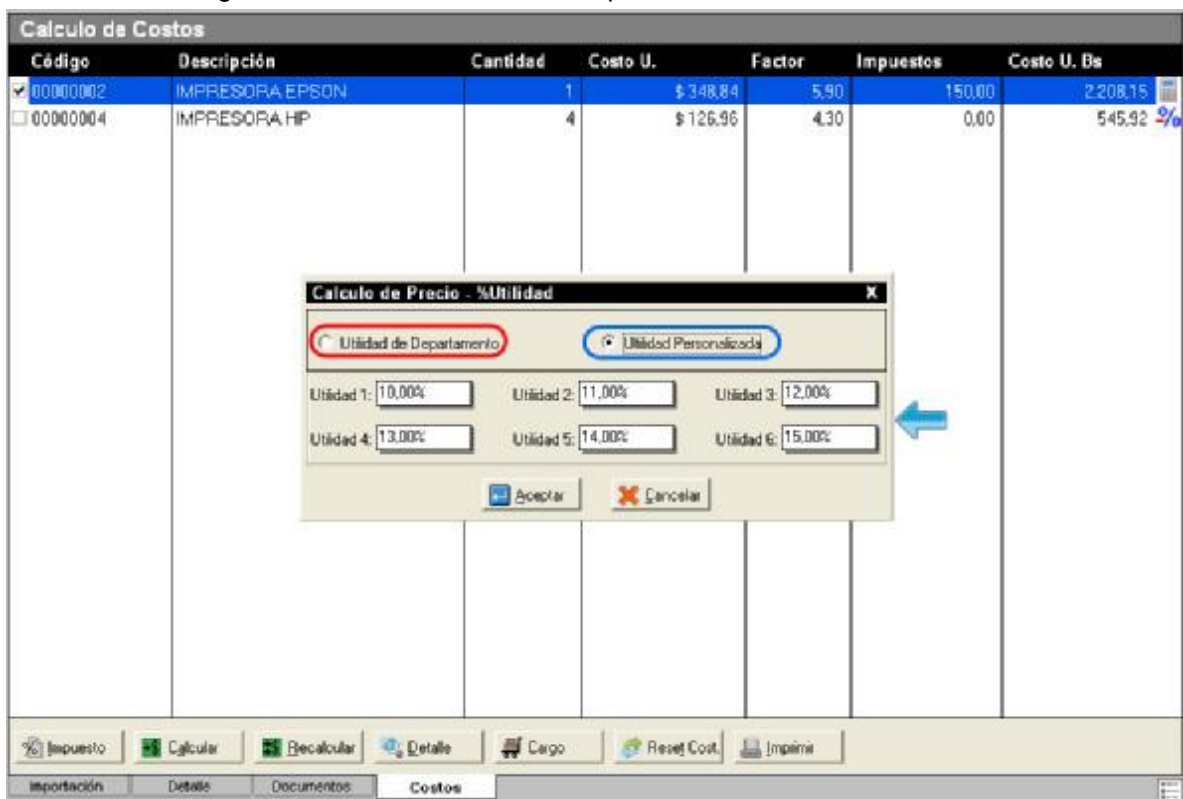 Calculo de Costos
Código Descripción Cantidad Costo U. Factor Impuestos Costo U. Bs
00000002 IMPRESORA EPSON 1 $ 348,84 5,90 150,00 2.208,15
00000004 IMPRESORA HP 4 $ 126,96 4,30 0,00 545,92 %
Calculo de Precio - %Utilidad X
Utilidad de Departamento Utilidad Personalizada
Utilidad 1: 10,00% Utilidad 2: 11,00% Utilidad 3: 12,00%
Utilidad 4: 13,00% Utilidad 5: 14,00% Utilidad 6: 15,00%
Aceptar Cancelar
Impuesto Calcular Recalcular Detalle Cargo Reset Cost. Imprimir
Importación Detalle Documentos Costos